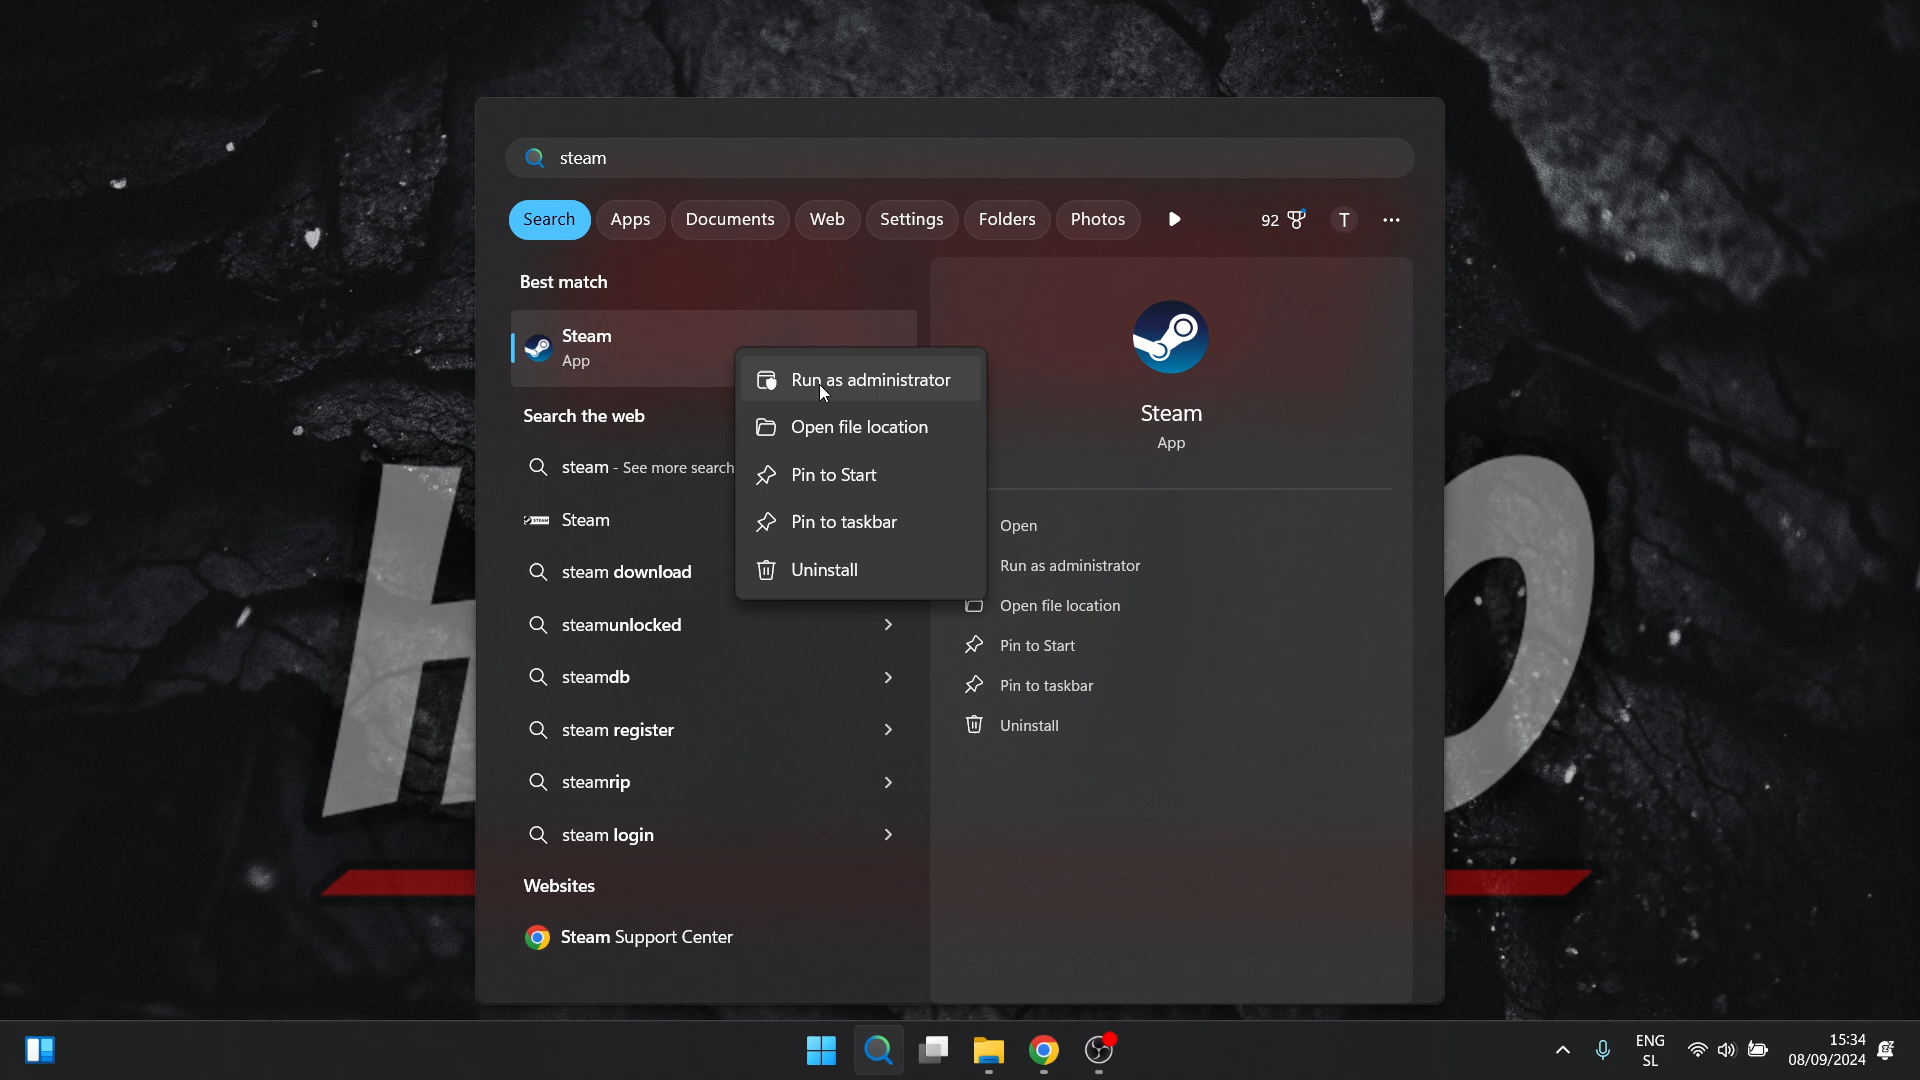 steam
Search Apps Documents Web Settings Folders Photos 92 T
Best match
Steam
App
Run as administrator
Open file location
Pin to Start
Pin to taskbar
Uninstall
Search the web
steam - See more search
Steam
steam download
steamunlocked
steamdb
steam register
steamrip
steam login
Websites
Steam Support Center
Steam
App
Open
Run as administrator
Open file location
Pin to Start
Pin to taskbar
Uninstall
ENG
SL
15:34
08/09/2024